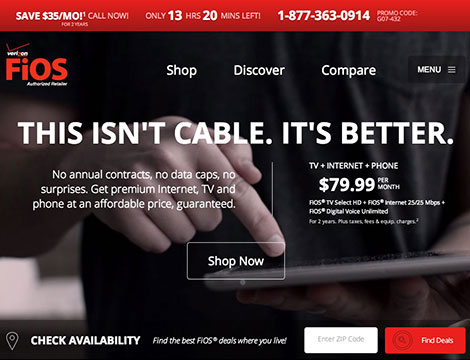 SAVE $35/MO!¹ CALL NOW!
FOR 2 YEARS
ONLY 13 HRS 20 MINS LEFT!
1-877-363-0914
PROMO CODE:
G07-432
verizon
FiOS
Authorized Retailer
Shop
Discover
Compare
MENU
THIS ISN'T CABLE. IT'S BETTER.
No annual contracts, no data caps, no
surprises. Get premium Internet, TV and
phone at an affordable price, guaranteed.
TV + INTERNET + PHONE
$79.99 PER
MONTH
FiOS® TV Select HD + FiOS® Internet 25/25 Mbps +
FiOS® Digital Voice Unlimited
For 2 years. Plus taxes, fees & equip. charges.²
Shop Now
CHECK AVAILABILITY
Find the best FiOS® deals where you live!
Enter ZIP Code
Find Deals